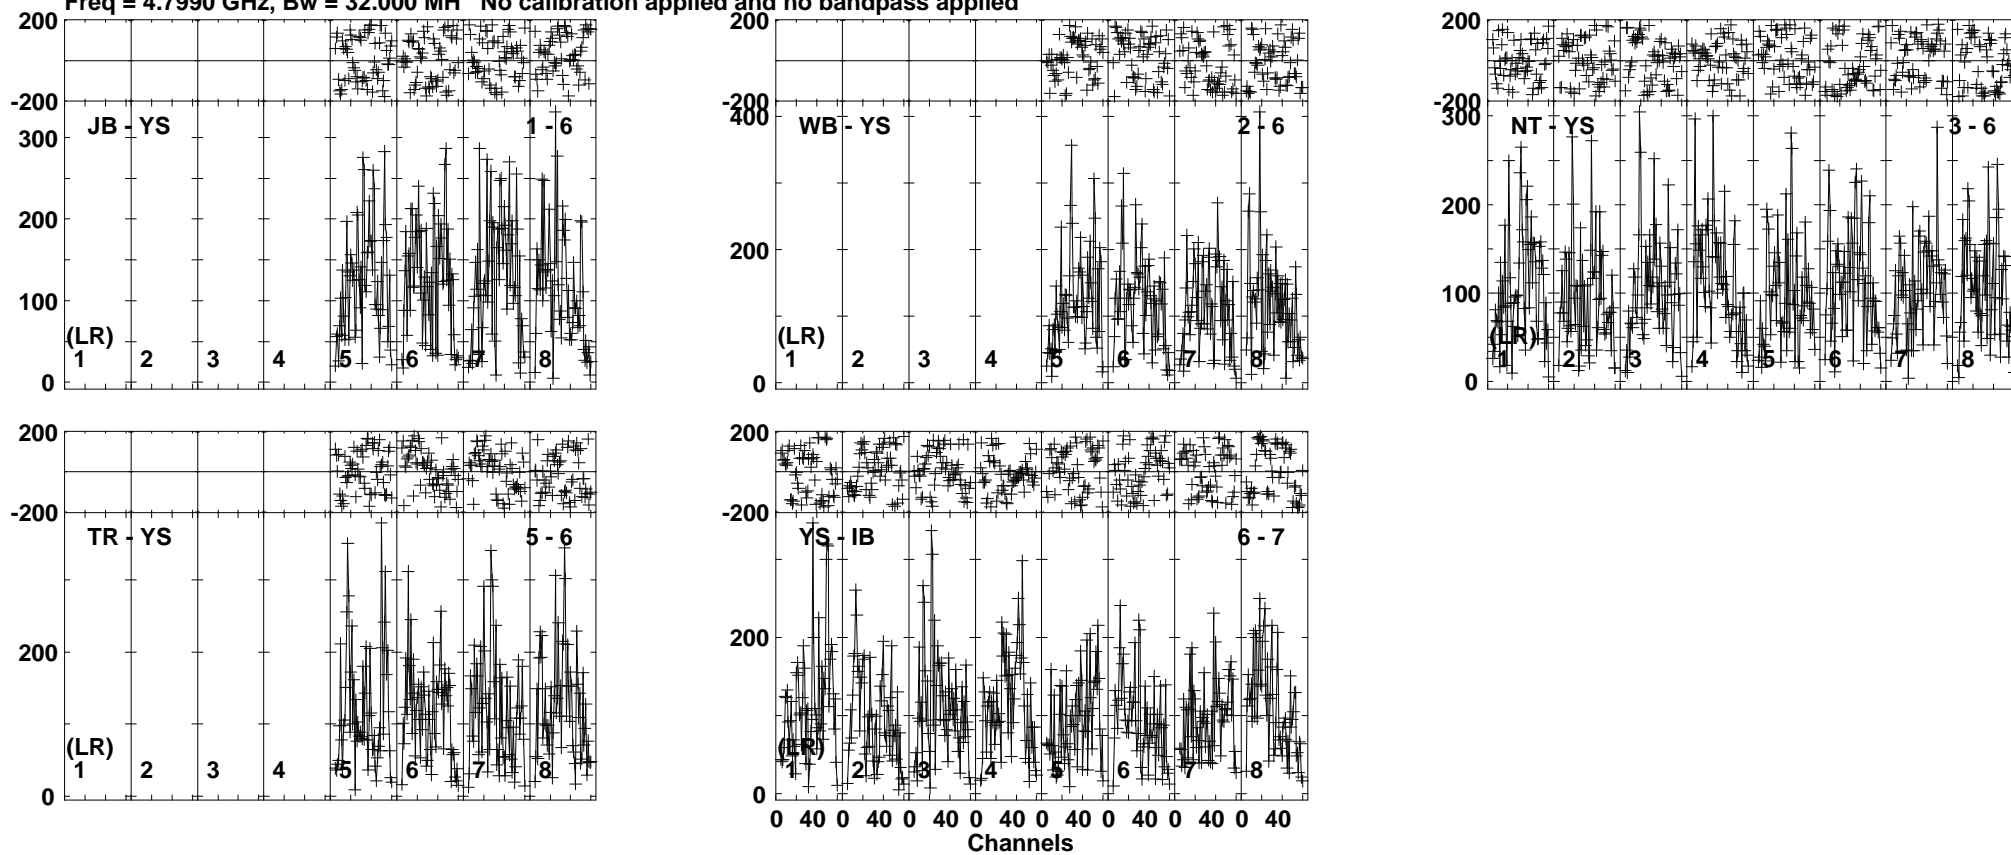 Freq = 4.7990 GHz, Bw = 32.000 MH No calibration applied and no bandpass applied
200
-200
JB - YS
1 - 6
300
200
100
0
(LR)
1 2 3 4 5 6 7 8
200
-200
400
WB - YS
2 - 6
200
0
(LR)
1 2 3 4 5 6 7 8
200
-200
300
NT - YS
3 - 6
200
100
0
(LR)
1 2 3 4 5 6 7 8
200
-200
TR - YS
5 - 6
200
0
(LR)
1 2 3 4 5 6 7 8
200
-200
YS - IB
6 - 7
200
0
(LR)
1 2 3 4 5 6 7 8
0 40 0 40 0 40 0 40 0 40 0 40 0 40 0 40
Channels